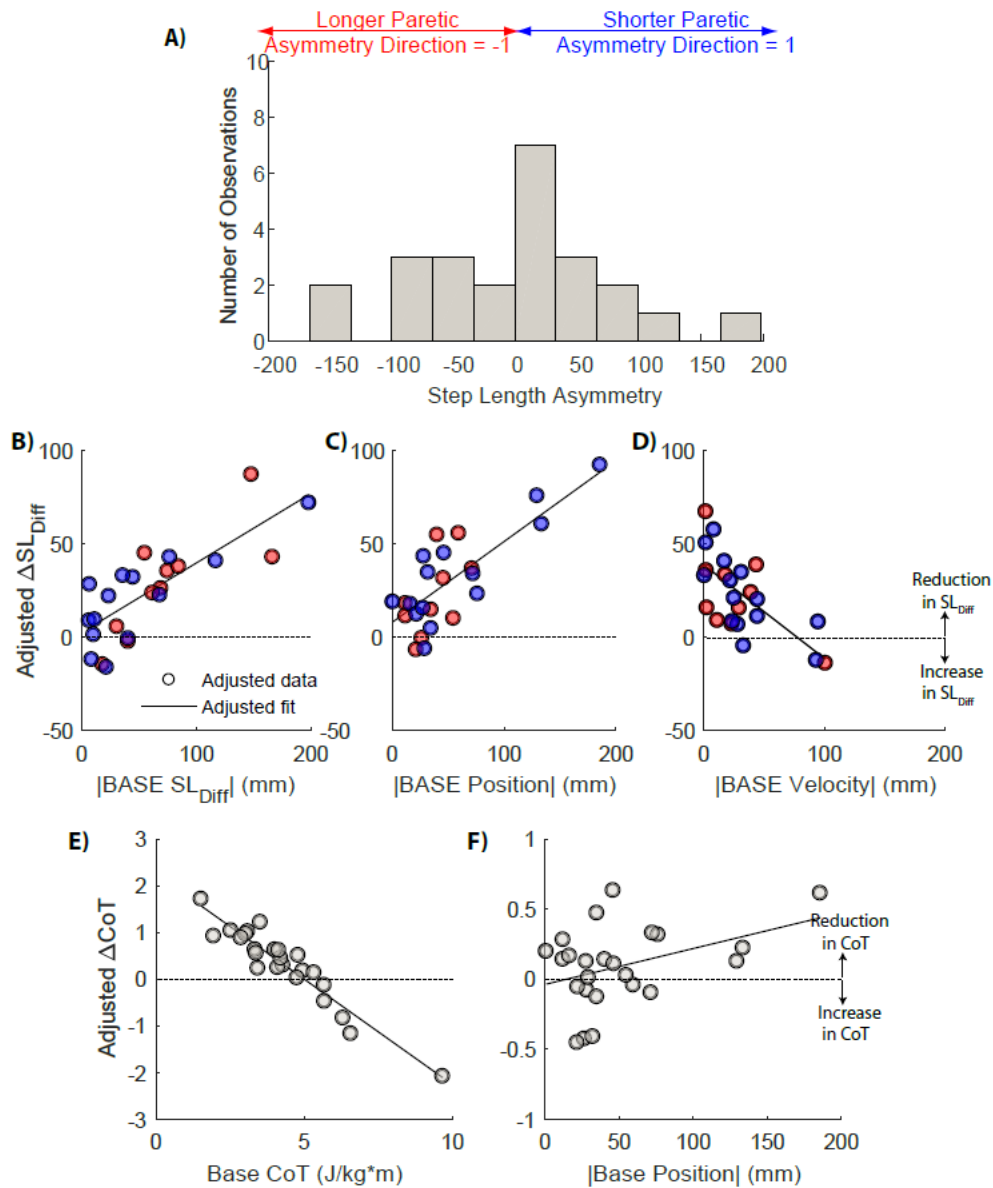 Longer Paretic
Shorter Paretic
A)
Asymmetry Direction = -1
Asymmetry Direction = 1
10
8
6
4
2
0
Number of Observations
-200 -150 -100 -50 0 50 100 150 200
Step Length Asymmetry
B)
C)
D)
100
50
0
-50
Adjusted ΔSL_Diff
Adjusted data
Adjusted fit
0 100 200
|BASE SL_Diff| (mm)
100
50
0
-50
0 100 200
|BASE Position| (mm)
100
50
0
-50
0 100 200
|BASE Velocity| (mm)
Reduction
in SL_Diff
Increase
in SL_Diff
E)
3
2
1
0
-1
-2
-3
Adjusted ΔCoT
0 5 10
Base CoT (J/kg*m)
F)
1
0.5
0
-0.5
-1
0 50 100 150 200
|Base Position| (mm)
Reduction
in CoT
Increase
in CoT